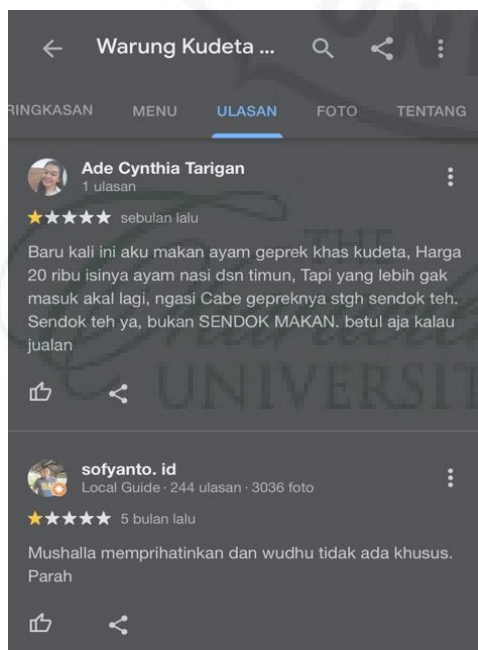 Warung Kudeta ...
RINGKASAN MENU ULASAN FOTO TENTANG
Ade Cynthia Tarigan
1 ulasan
sebulan lalu
Baru kali ini aku makan ayam geprek khas kudeta, Harga
20 ribu isinya ayam nasi dsn timun, Tapi yang lebih gak
masuk akal lagi, ngasi Cabe gepreknya stgh sendok teh.
Sendok teh ya, bukan SENDOK MAKAN. betul aja kalau
jualan
THE
UNIVERSIT
sofyanto. id
Local Guide · 244 ulasan · 3036 foto
5 bulan lalu
Mushalla memprihatinkan dan wudhu tidak ada khusus.
Parah